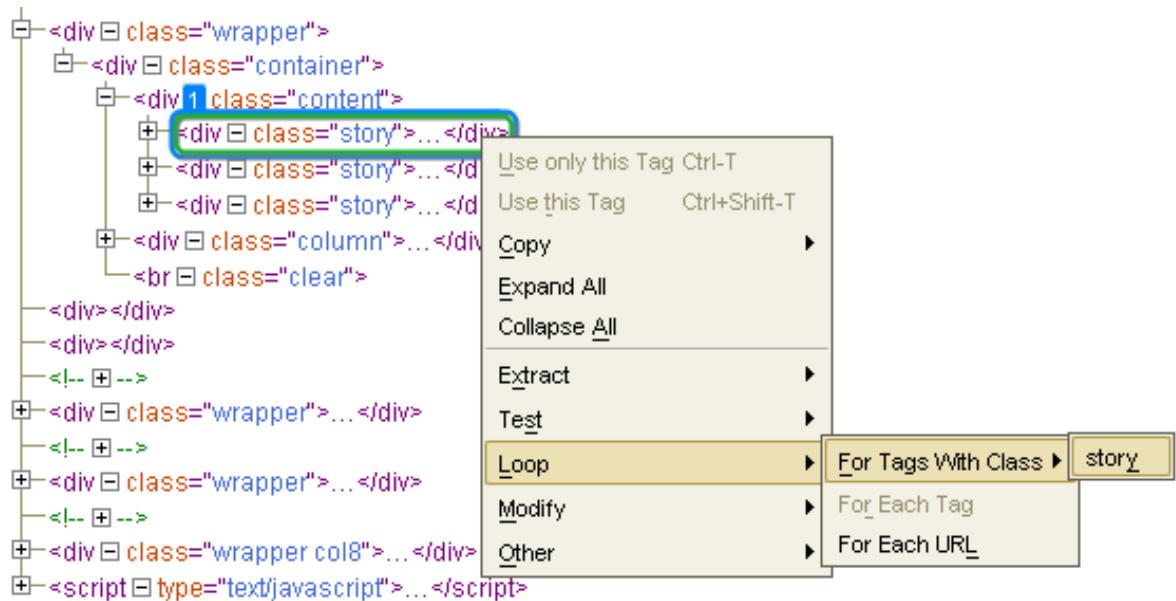 <div class="wrapper">
<div class="container">
<div 1 class="content">
<div class="story">...</div>
<div class="story">...</d
<div class="story">...</d
<div class="column">...</div
<br class="clear">
<div></div>
<div></div>
<!-- -->
<div class="wrapper">...</div>
<!-- -->
<div class="wrapper">...</div>
<!-- -->
<div class="wrapper col8">...</div>
<script type="text/javascript">...</script>
Use only this Tag Ctrl-T
Use this Tag Ctrl+Shift-T
Copy
Expand All
Collapse All
Extract
Test
Loop
Modify
Other
For Tags With Class
For Each Tag
For Each URL
story